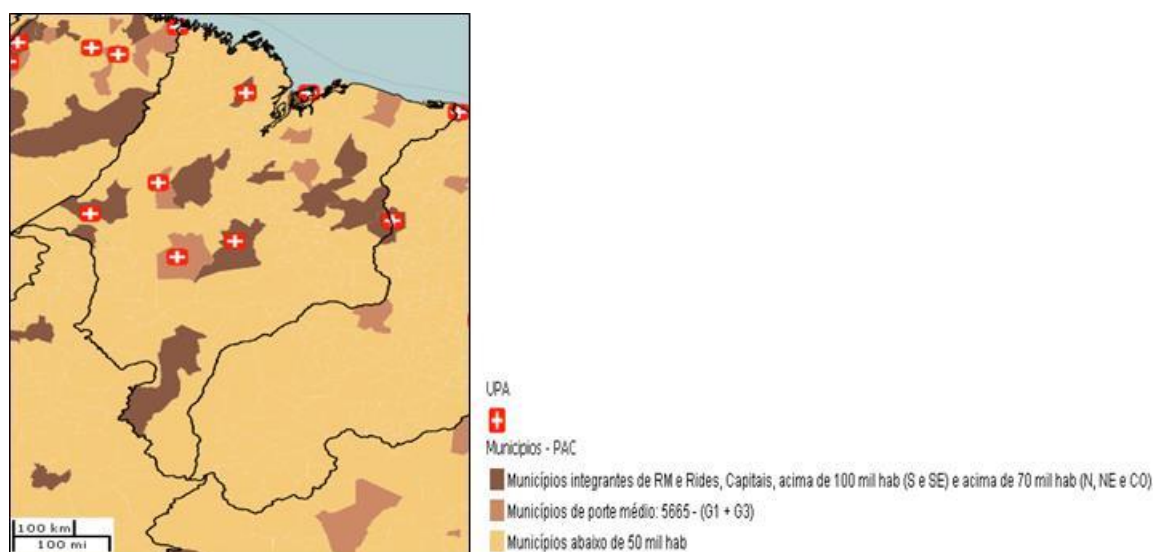 100 km
100 mi
UPA
Municípios - PAC
Municípios integrantes de RM e Rides, Capitais, acima de 100 mil hab (S e SE) e acima de 70 mil hab (N, NE e CO)
Municípios de porte médio: 5665 - (G1 + G3)
Municípios abaixo de 50 mil hab